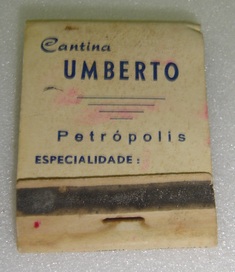 Cantina
UMBERTO
Petrópolis
ESPECIALIDADE: